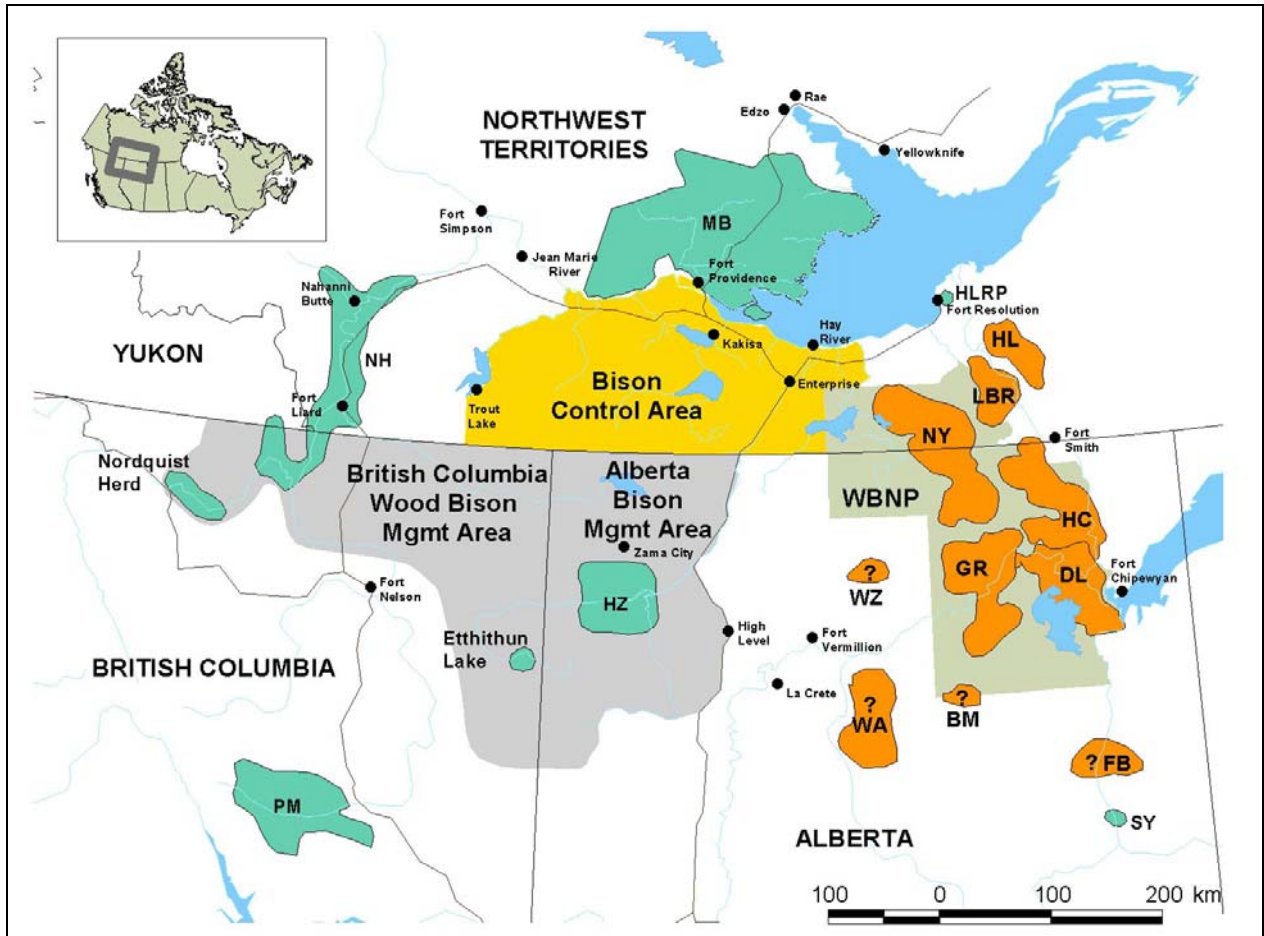 Rae
Edzo
NORTHWEST
TERRITORIES
Yellowknife
Fort
Simpson
MB
Jean Marie
River
Fort
Providence
Nahanni
Butte
HLRP
Fort Resolution
YUKON
NH
Kakisa
Hay
River
HL
Bison
Control Area
Enterprise
Trout
Lake
Fort
Liard
LBR
NY
Fort
Smith
Nordquist
Herd
British Columbia
Wood Bison
Mgmt Area
Alberta
Bison
Mgmt Area
WBNP
HC
Zama City
Fort
Nelson
HZ
?
WZ
GR
DL
Fort
Chipewyan
Etthithun
Lake
High
Level
Fort
Vermillion
BRITISH COLUMBIA
La Crete
?
WA
?
BM
? FB
PM
SY
ALBERTA
100 0 100 200 km